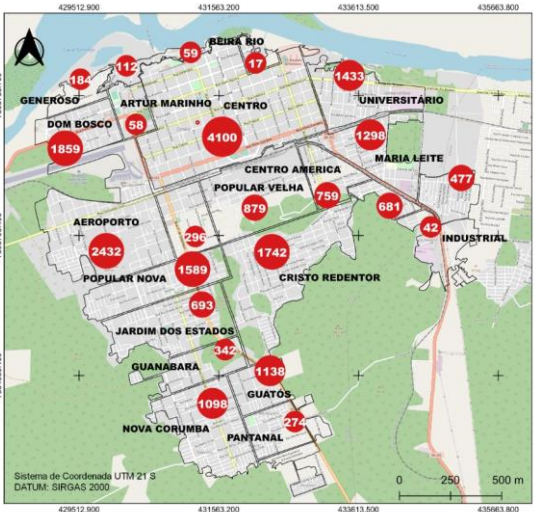 429512.900 431563.200 433613.500 435663.800
BEIRA RIO
59
17
112
1433
184
GENEROSO
ARTUR MARINHO
CENTRO
UNIVERSITÁRIO
DOM BOSCO
58
4100
1298
1859
MARIA LEITE
CENTRO AMERICA
477
POPULAR VELHA
759
879
681
AEROPORTO
42
296
INDUSTRIAL
2432
1742
1589
POPULAR NOVA
CRISTO REDENTOR
693
JARDIM DOS ESTADOS
342
GUANABARA
1138
GUATÓS
1098
274
NOVA CORUMBA
PANTANAL
Sistema de Coordenada UTM 21 S
DATUM: SIRGAS 2000
0 250 500 m
429512.900 431563.200 433613.500 435663.800